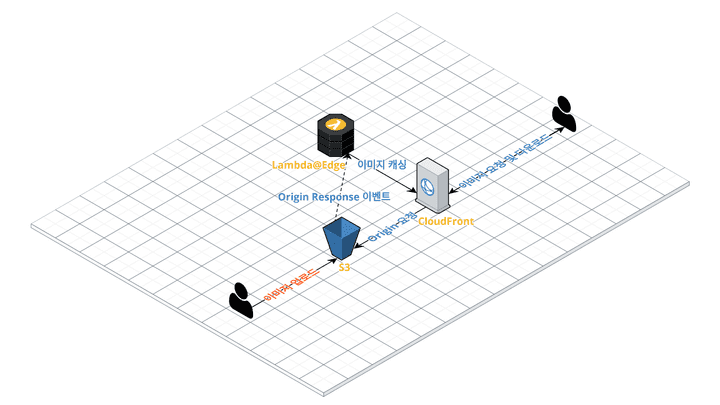 이미지 요청 및 다운로드
Lambda@Edge
이미지 캐싱
Origin Response 이벤트
Origin 요청
CloudFront
S3
이미지 업로드